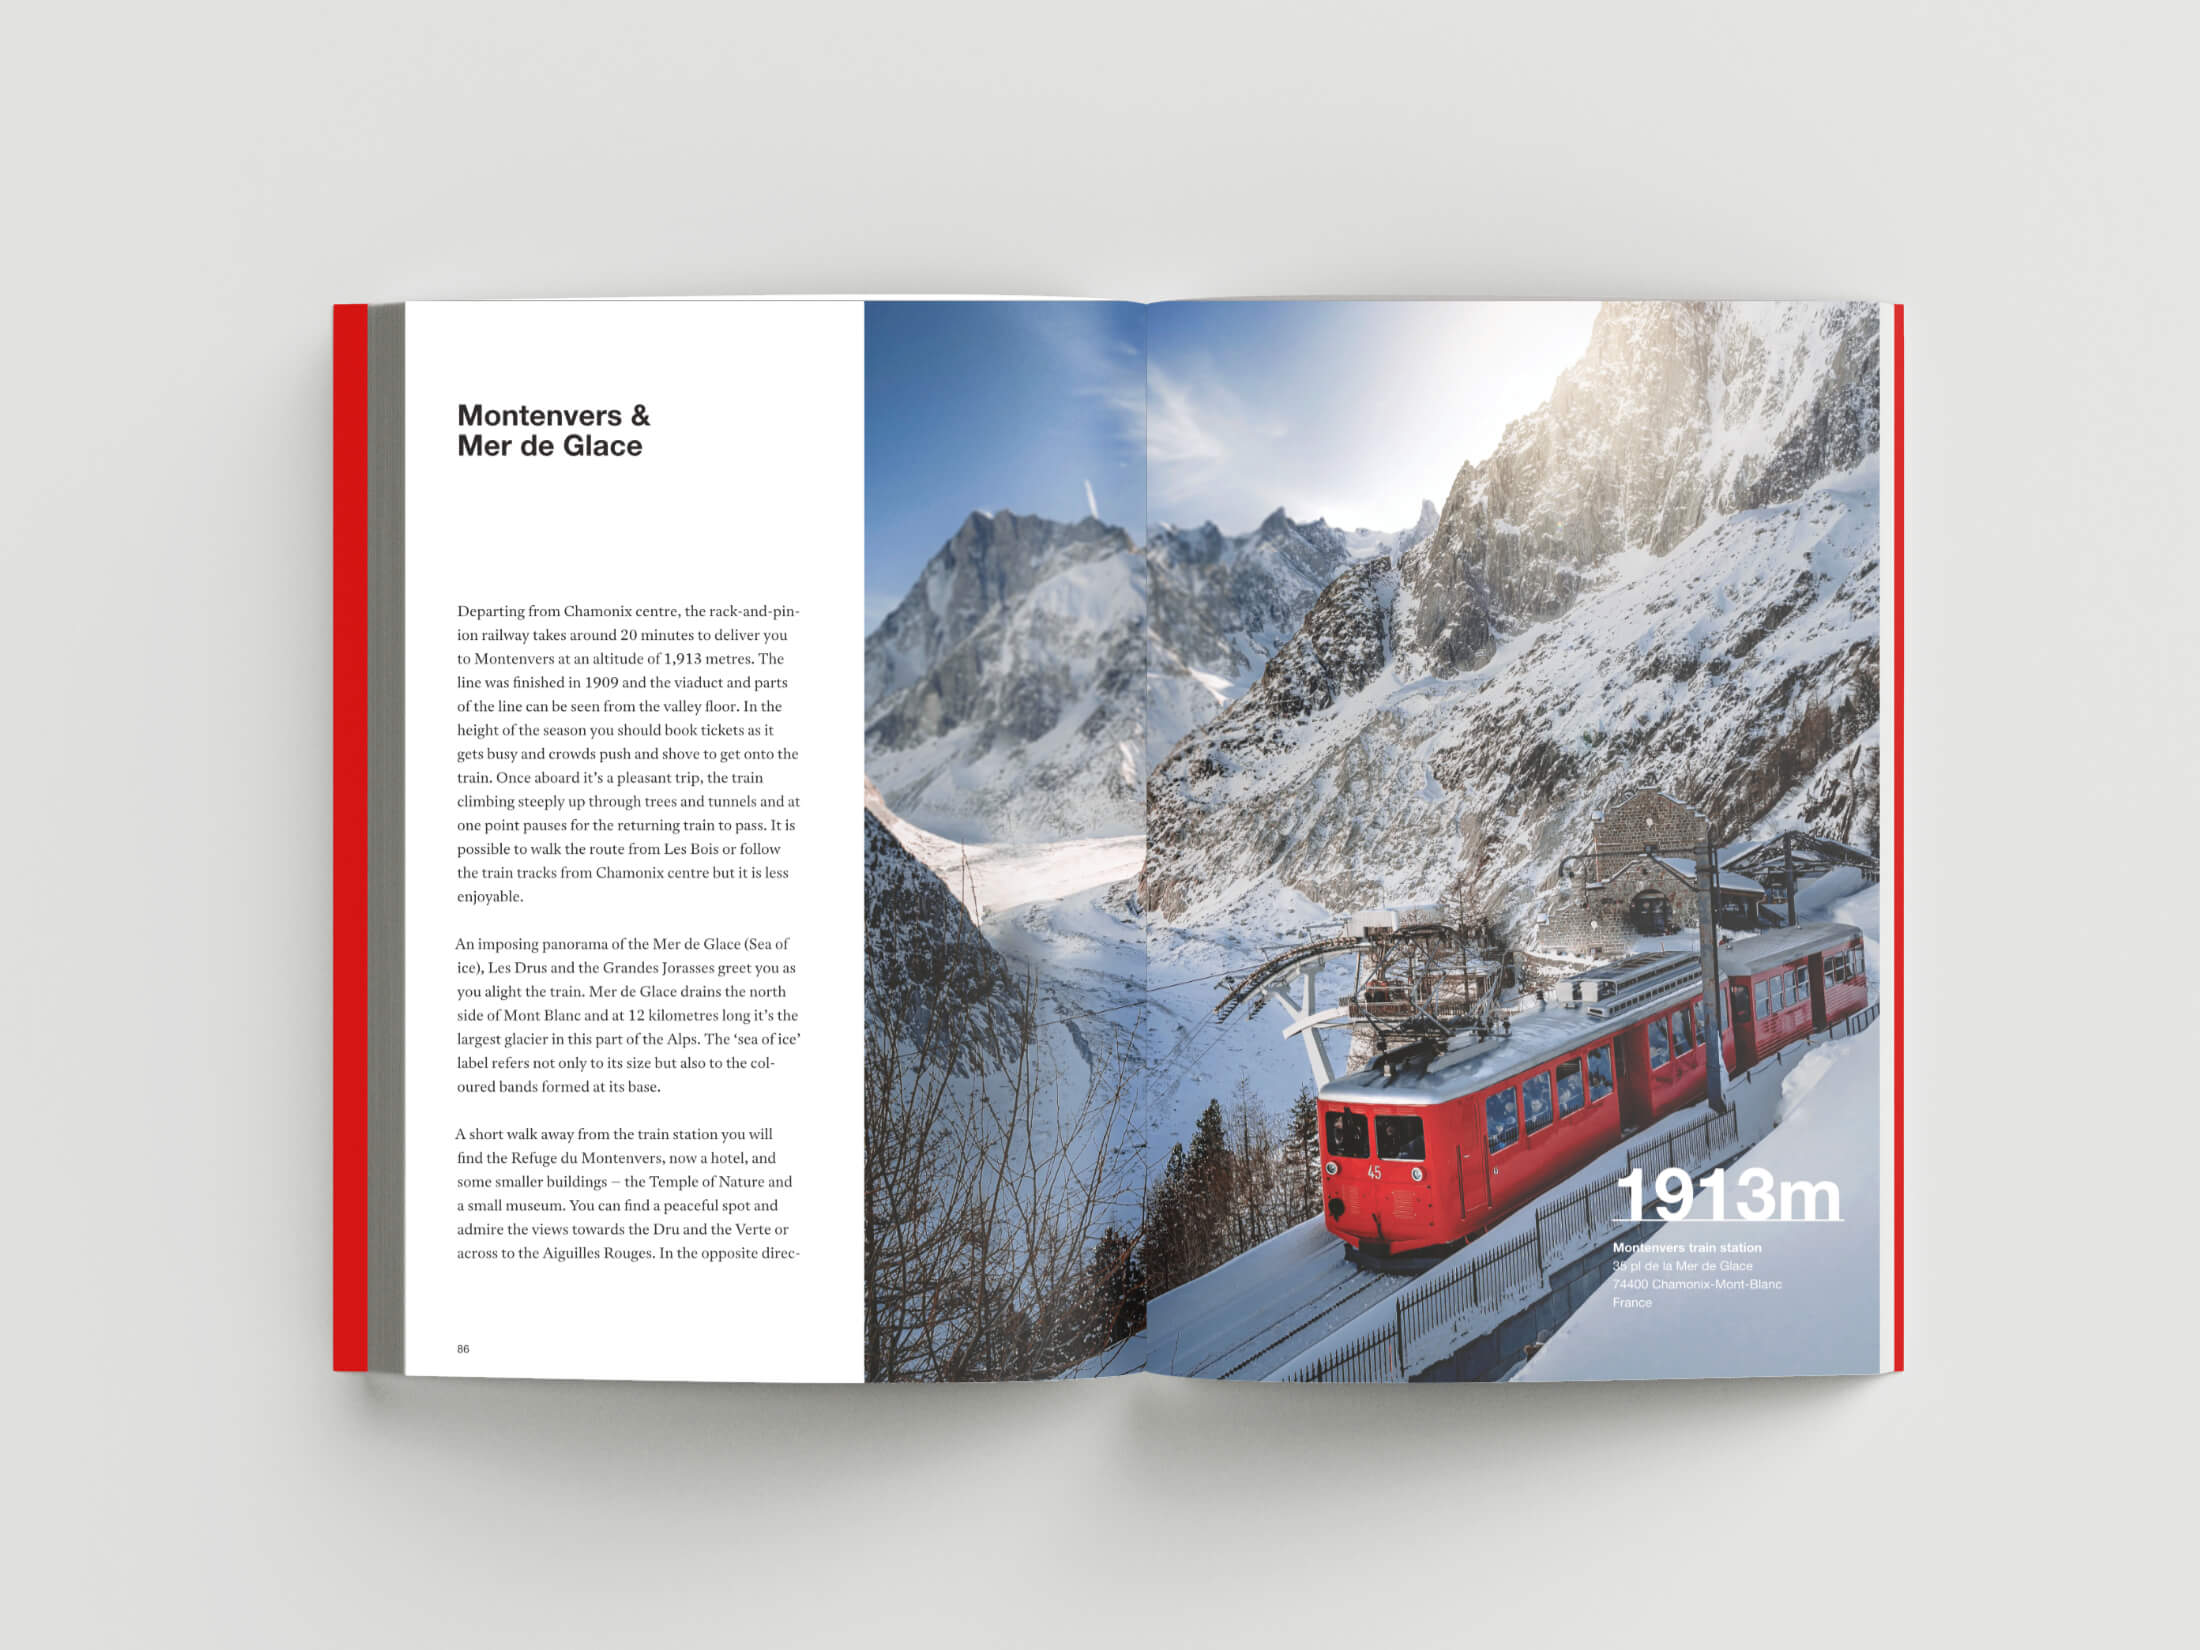 Montenvers &
Mer de Glace
Departing from Chamonix centre, the rack-and-pin-
ion railway takes around 20 minutes to deliver you
to Montenvers at an altitude of 1,913 metres. The
line was finished in 1909 and the viaduct and parts
of the line can be seen from the valley floor. In the
height of the season you should book tickets as it
gets busy and crowds push and shove to get onto the
train. Once aboard it's a pleasant trip, the train
climbing steeply up through trees and tunnels and at
one point pauses for the returning train to pass. It is
possible to walk the route from Les Bois or follow
the train tracks from Chamonix centre but it is less
enjoyable.
An imposing panorama of the Mer de Glace (Sea of
ice), Les Drus and the Grandes Jorasses greet you as
you alight the train. Mer de Glace drains the north
side of Mont Blanc and at 12 kilometres long it's the
largest glacier in this part of the Alps. The ‘sea of ice’
label refers not only to its size but also to the col-
oured bands formed at its base.
A short walk away from the train station you will
find the Refuge du Montenvers, now a hotel, and
some smaller buildings – the Temple of Nature and
a small museum. You can find a peaceful spot and
admire the views towards the Dru and the Verte or
across to the Aiguilles Rouges. In the opposite direc-
86
45
1913m
Montenvers train station
35 pl de la Mer de Glace
74400 Chamonix-Mont-Blanc
France